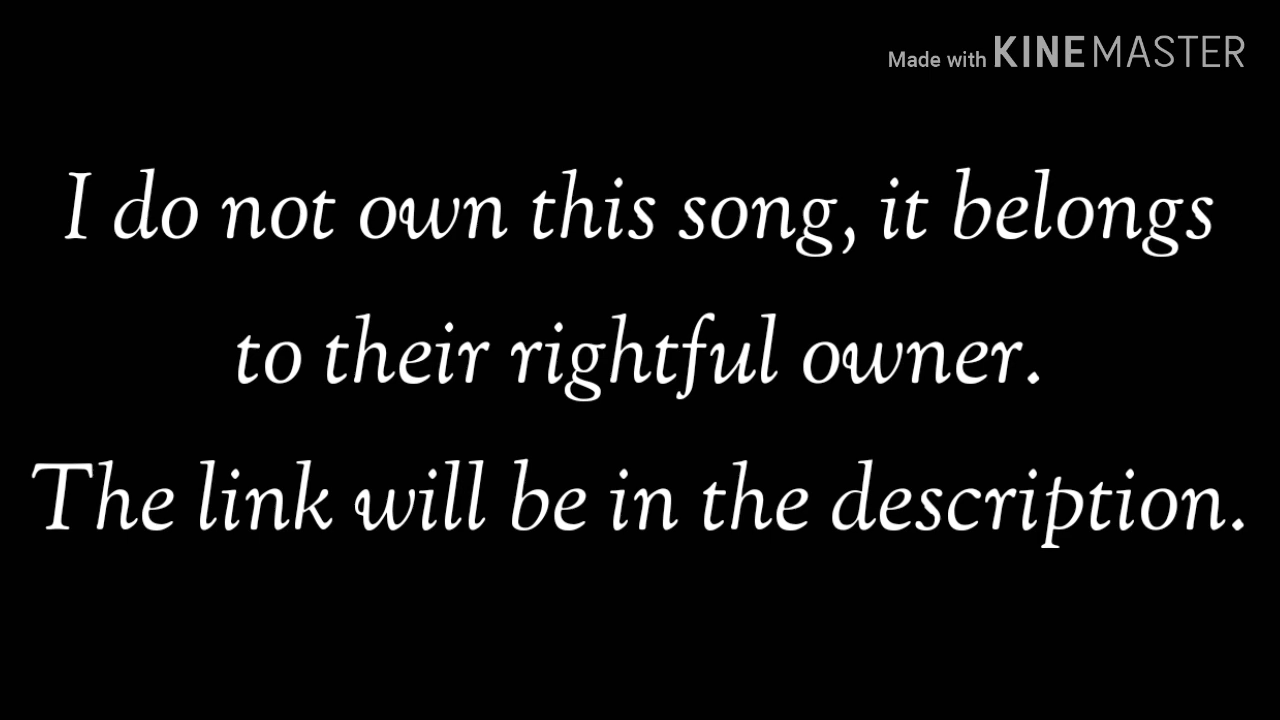 Made with KINEMASTER
I do not own this song, it belongs
to their rightful owner.
The link will be in the description.